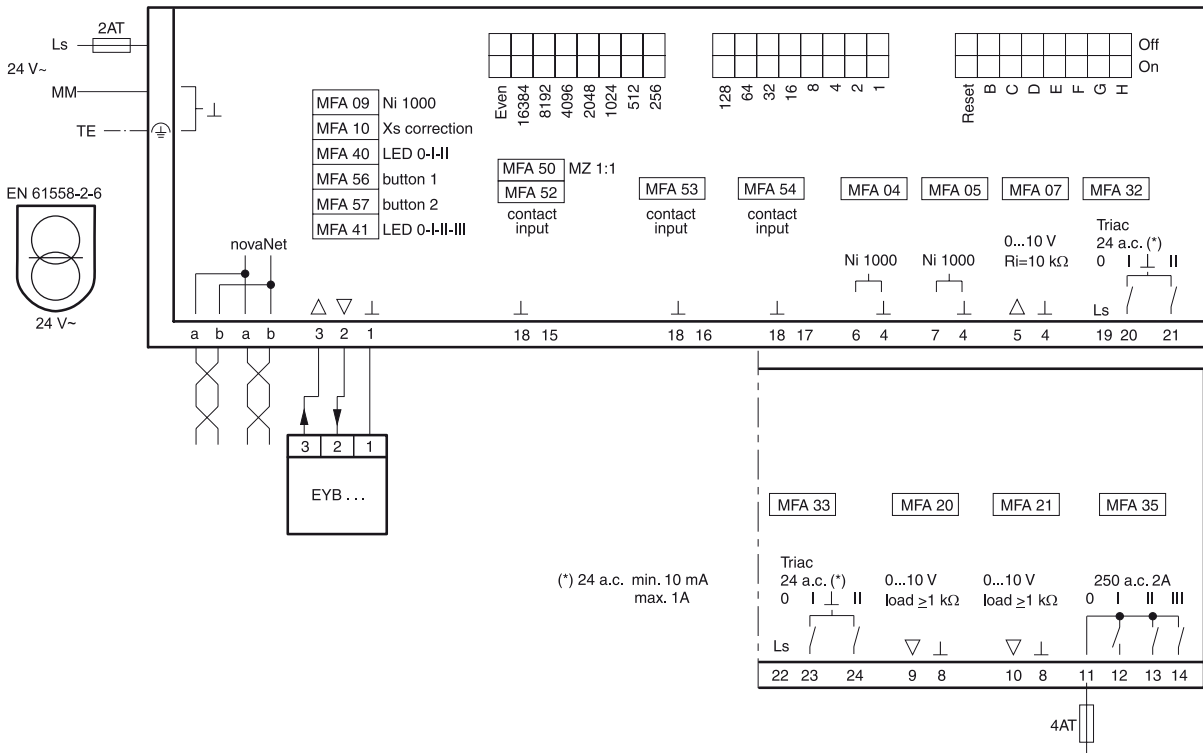 2AT
Ls
24 V~
MM
TE
⊥
EN 61558-2-6
24 V~
MFA 09 Ni 1000
MFA 10 Xs correction
MFA 40 LED 0-I-II
MFA 56 button 1
MFA 57 button 2
MFA 41 LED 0-I-II-III
novaNet
Even 16384 8192 4096 2048 1024 512 256
128 64 32 16 8 4 2 1
Off
On
Reset B C D E F G H
MFA 50 MZ 1:1
MFA 52
contact
input
MFA 53
contact
input
MFA 54
contact
input
MFA 04
Ni 1000
MFA 05
Ni 1000
MFA 07
0...10 V
Ri=10 kΩ
MFA 32
Triac
24 a.c. (*)
0 I ⊥ II
Ls
△ ▽ ⊥ ⊥ ⊥ ⊥ ⊥ ⊥ △ ⊥
a b a b 3 2 1 18 15 18 16 18 17 6 4 7 4 5 4 19 20 21
3 2 1
EYB . . .
(*) 24 a.c. min. 10 mA
max. 1A
MFA 33
Triac
24 a.c. (*)
0 I ⊥ II
Ls
MFA 20
0...10 V
load ≥1 kΩ
▽ ⊥
MFA 21
0...10 V
load ≥1 kΩ
▽ ⊥
MFA 35
250 a.c. 2A
0 I II III
22 23 24 9 8 10 8 11 12 13 14
4AT